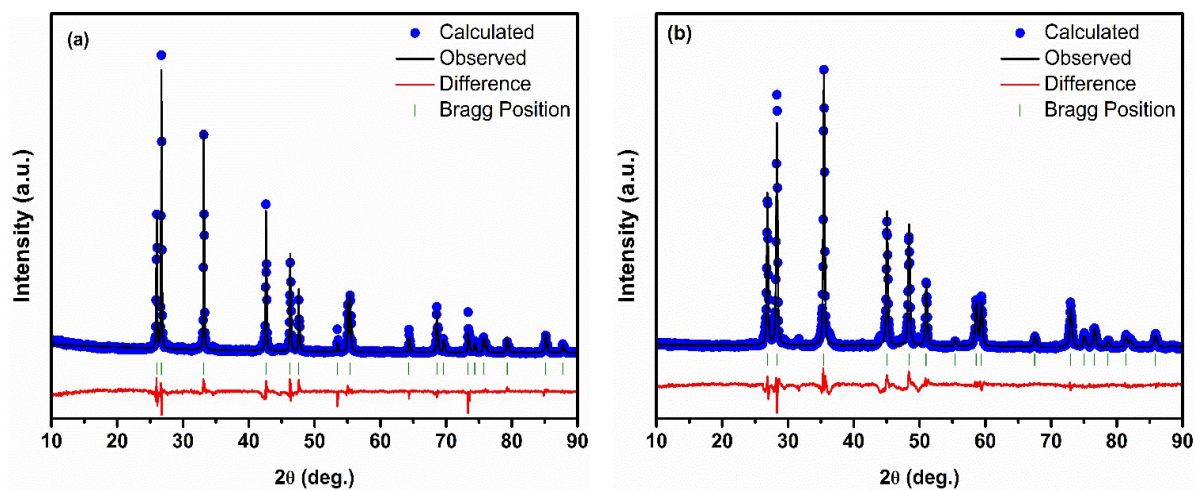 (a)
Calculated
Observed
Difference
Bragg Position
Intensity (a.u.)
10 20 30 40 50 60 70 80 90
2θ (deg.)
(b)
Calculated
Observed
Difference
Bragg Position
Intensity (a.u.)
10 20 30 40 50 60 70 80 90
2θ (deg.)